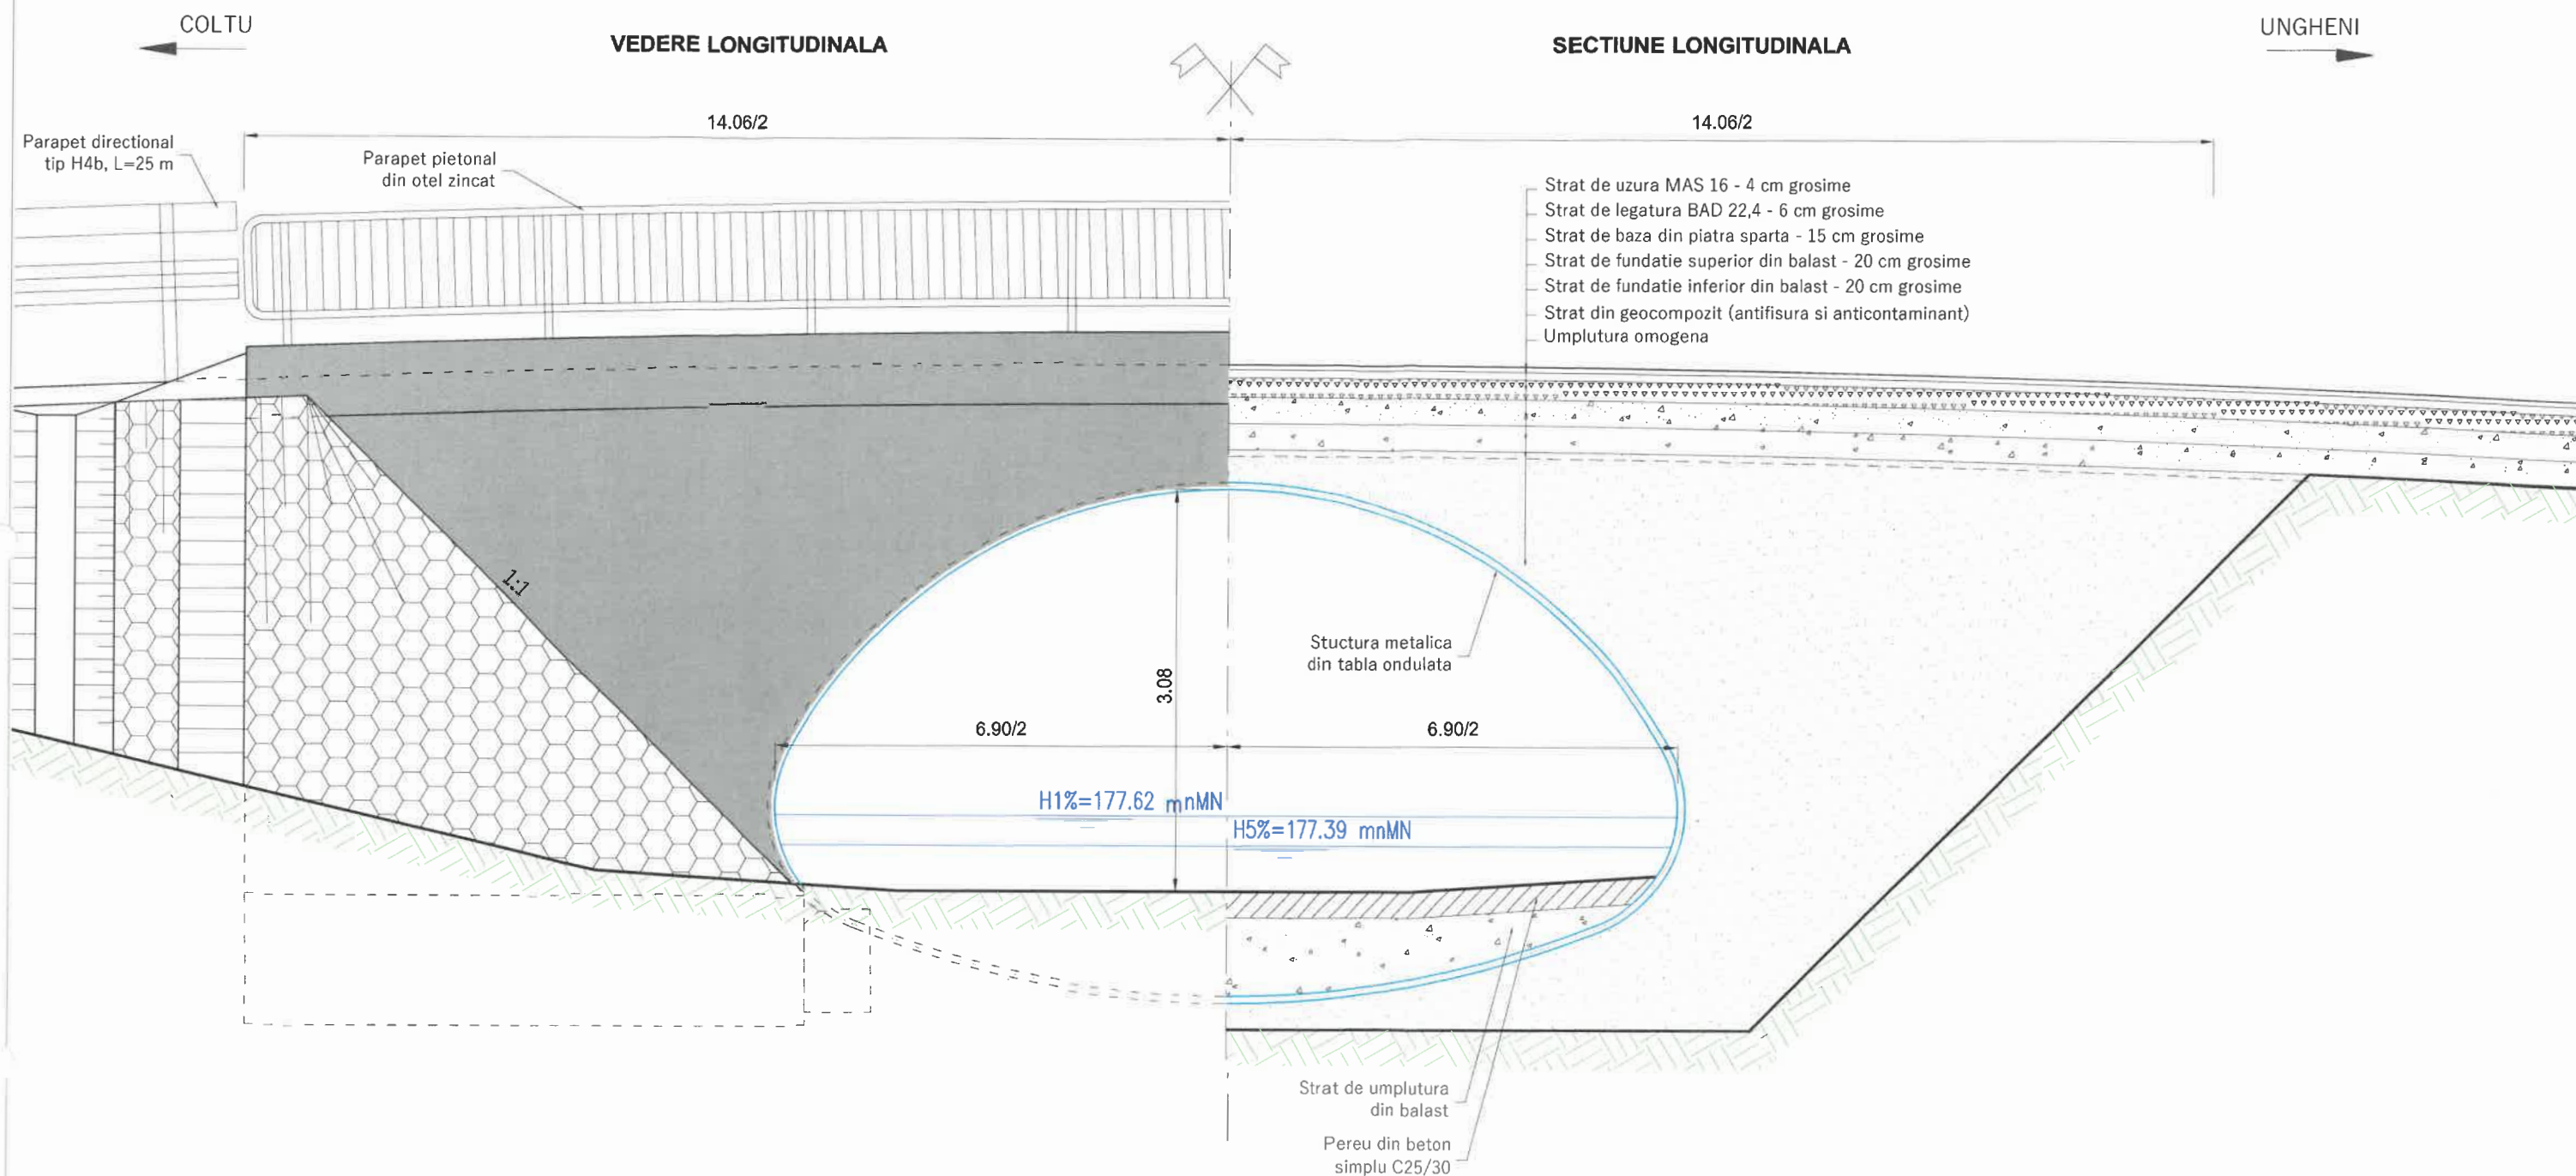 COLTU
VEDERE LONGITUDINALA
SECTIUNE LONGITUDINALA
UNGHENI
14.06/2
14.06/2
Parapet directional
tip H4b, L=25 m
Parapet pietonal
din otel zincat
Strat de uzura MAS 16 - 4 cm grosime
Strat de legatura BAD 22,4 - 6 cm grosime
Strat de baza din piatra sparta - 15 cm grosime
Strat de fundatie superior din balast - 20 cm grosime
Strat de fundatie inferior din balast - 20 cm grosime
Strat din geocompozit (antifisura si anticontaminant)
Umplutura omogena
1:1
Stuctura metalica
din tabla ondulata
3.08
6.90/2
6.90/2
H1%=177.62 mnMN
H5%=177.39 mnMN
Strat de umplutura
din balast
Pereu din beton
simplu C25/30